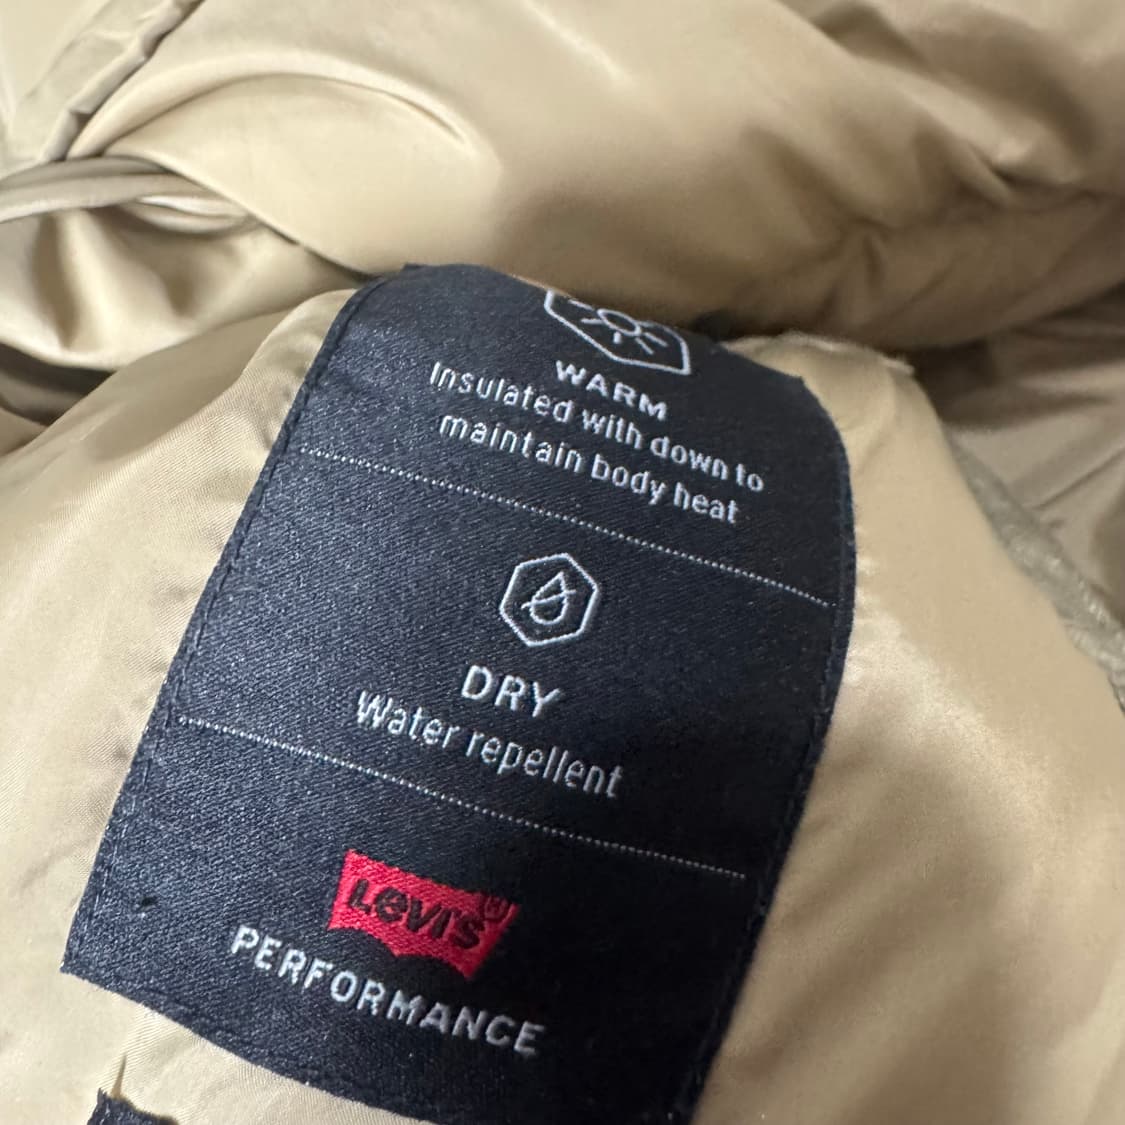 WARM
Insulated with down to
maintain body heat
DRY
Water repellent
LEVI'S®
PERFORMANCE